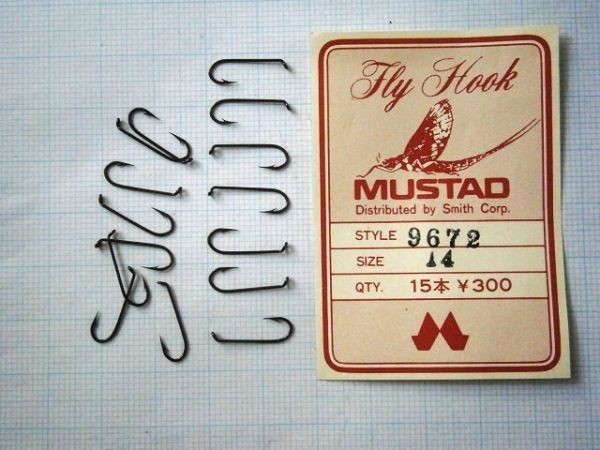 Fly Hook
MUSTAD
Distributed by Smith Corp.
STYLE 9672
SIZE 14
QTY. 15本 ¥300